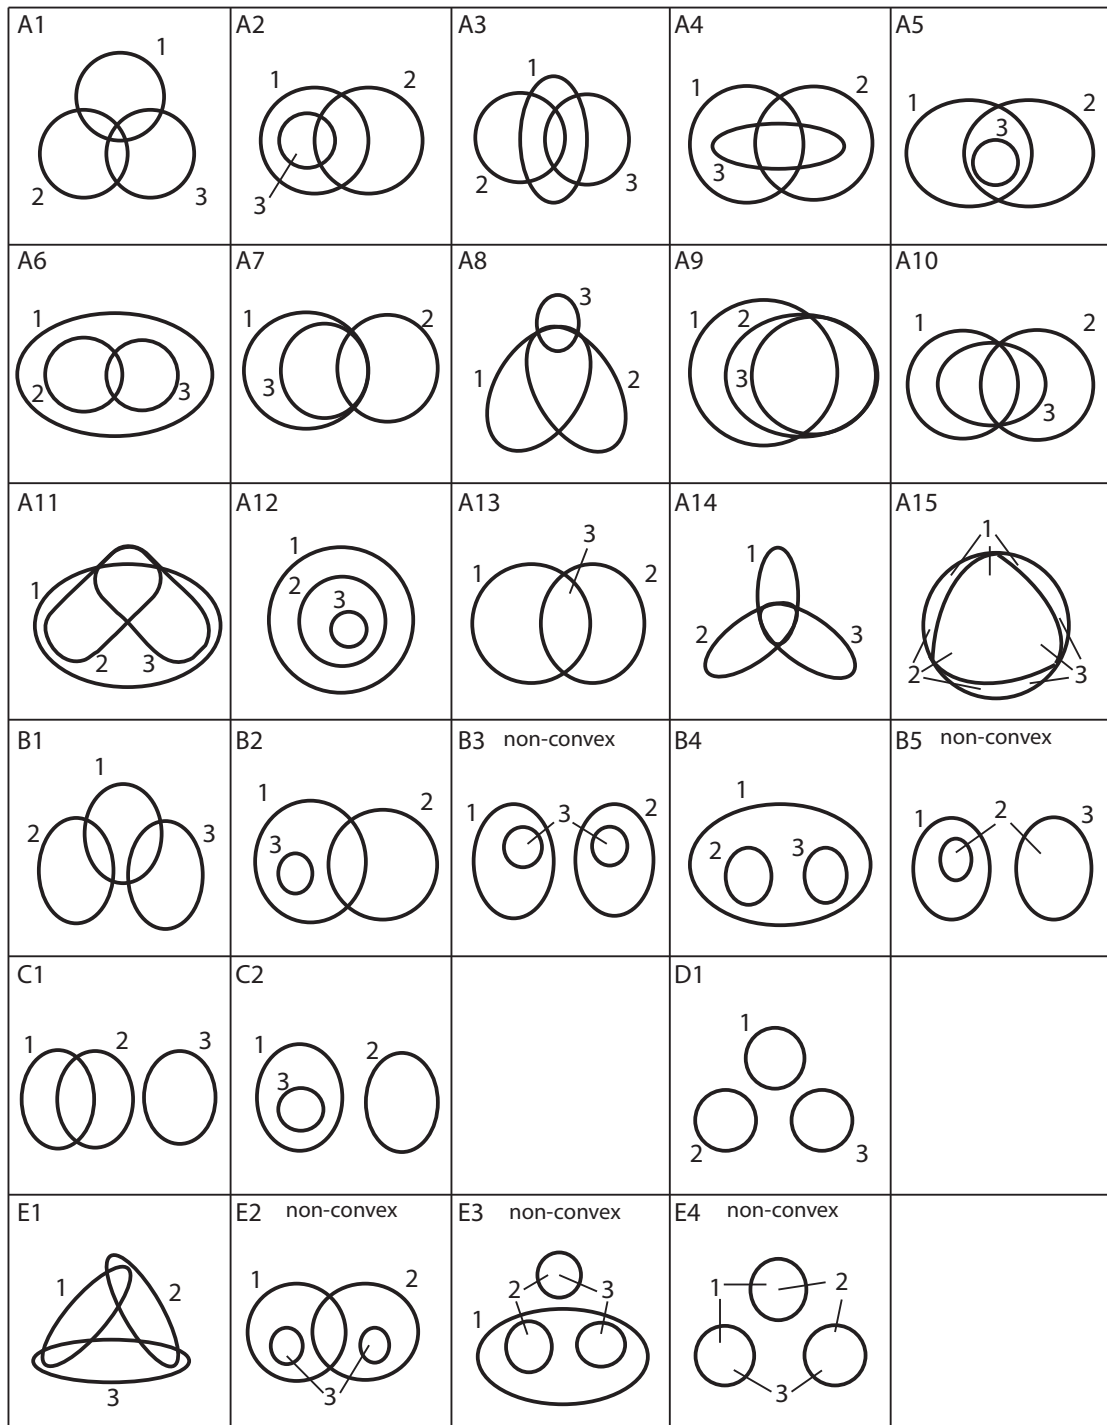 A1 1 2 3
A2 1 2 3
A3 1 2 3
A4 1 2 3
A5 1 2 3
A6 1 2 3
A7 1 2 3
A8 3 1 2
A9 1 2 3
A10 1 2 3
A11 1 2 3
A12 1 2 3
A13 3 1 2
A14 1 2 3
A15 1 2 3
B1 1 2 3
B2 1 2 3
B3 non-convex 1 3 2
B4 1 2 3
B5 non-convex 1 2 3
C1 1 2 3
C2 1 3 2
D1 1 2 3
E1 1 2 3
E2 non-convex 1 2 3
E3 non-convex 2 3 1
E4 non-convex 1 2 3